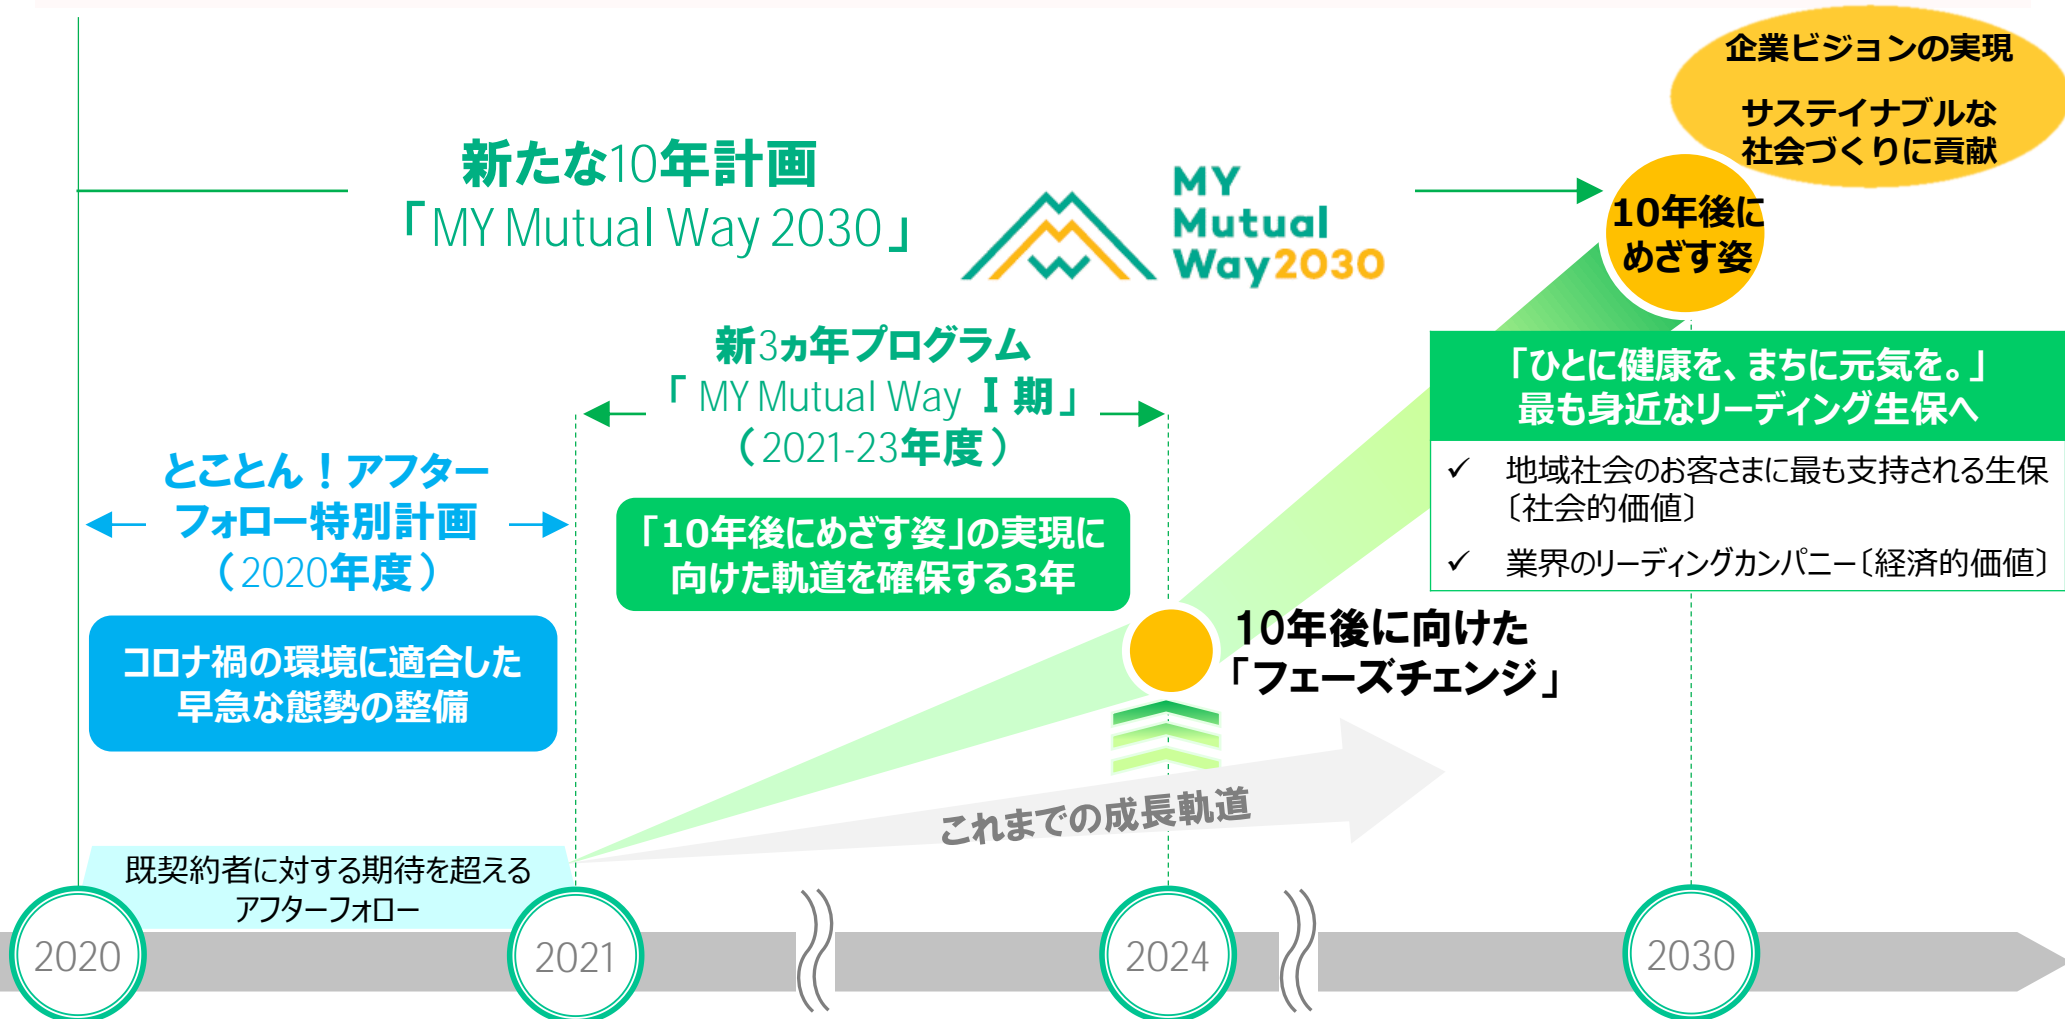 企業ビジョンの実現
サステイナブルな
社会づくりに貢献
新たな10年計画
「MY Mutual Way 2030」
MY
Mutual
Way2030
10年後に
めざす姿
新3ヵ年プログラム
「 MY Mutual Way Ⅰ期」
（2021-23年度）
「ひとに健康を、まちに元気を。」
最も身近なリーディング生保へ
✓ 地域社会のお客さまに最も支持される生保
〔社会的価値〕
✓ 業界のリーディングカンパニー〔経済的価値〕
とことん！アフター
フォロー特別計画
（2020年度）
「10年後にめざす姿」の実現に
向けた軌道を確保する3年
コロナ禍の環境に適合した
早急な態勢の整備
10年後に向けた
「フェーズチェンジ」
これまでの成長軌道
既契約者に対する期待を超える
アフターフォロー
2020
2021
2024
2030